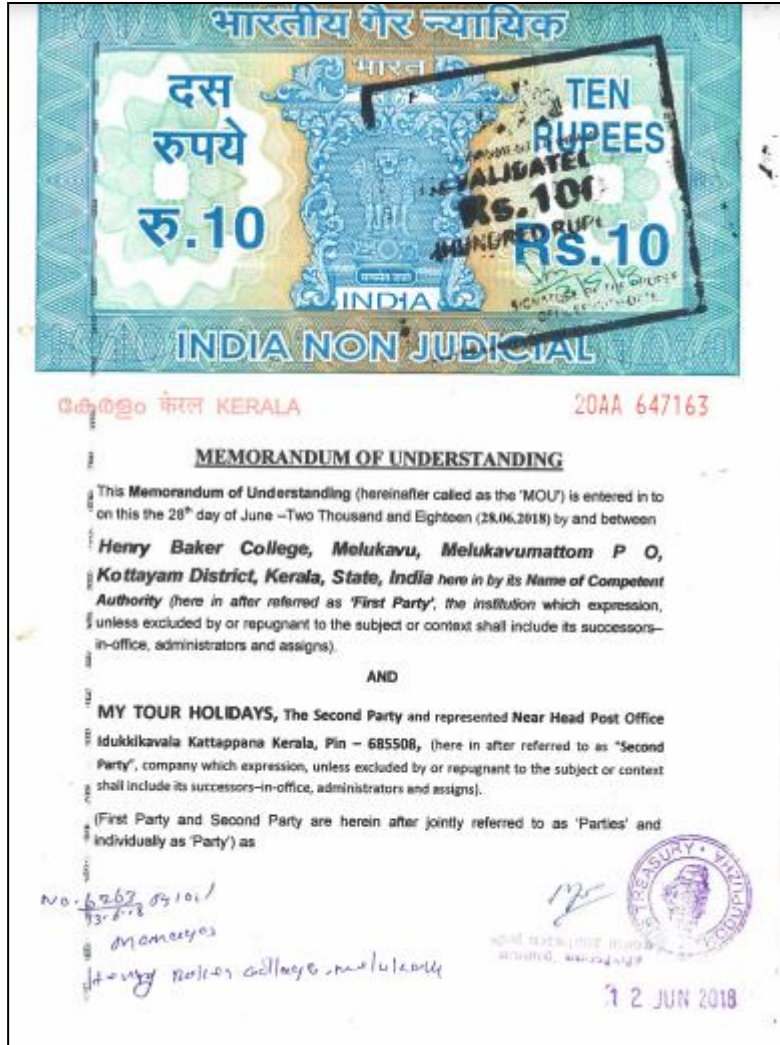 भारतीय गैर न्यायिक
भारत
दस
रुपये
रु.10
TEN
RUPEES
Rs.10
Rs.100
INDIA
INDIA NON JUDICIAL
കേരളം केरल KERALA
20AA 647163
MEMORANDUM OF UNDERSTANDING
This Memorandum of Understanding (hereinafter called as the 'MOU') is entered in to
on this the 28th day of June –Two Thousand and Eighteen (28.06.2018) by and between
Henry Baker College, Melukavu, Melukavumattom P O,
Kottayam District, Kerala, State, India here in by its Name of Competent
Authority (here in after referred as 'First Party', the institution which expression,
unless excluded by or repugnant to the subject or context shall include its successors–
in-office, administrators and assigns).
AND
MY TOUR HOLIDAYS, The Second Party and represented Near Head Post Office
Idukkikavala Kattappana Kerala, Pin – 685508, (here in after referred to as "Second
Party", company which expression, unless excluded by or repugnant to the subject or context
shall include its successors–in-office, administrators and assigns).
(First Party and Second Party are herein after jointly referred to as 'Parties' and
individually as 'Party') as
No.
TREASURY
12 JUN 2018